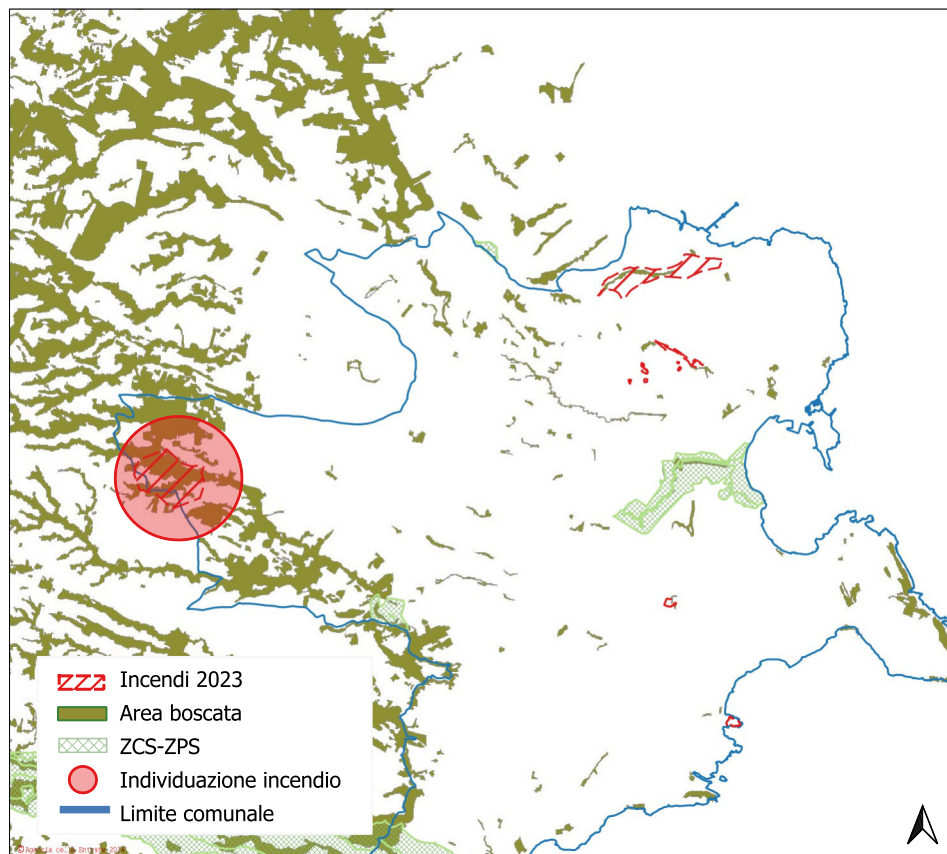 Incendi 2023
Area boscata
ZCS-ZPS
Individuazione incendio
Limite comunale